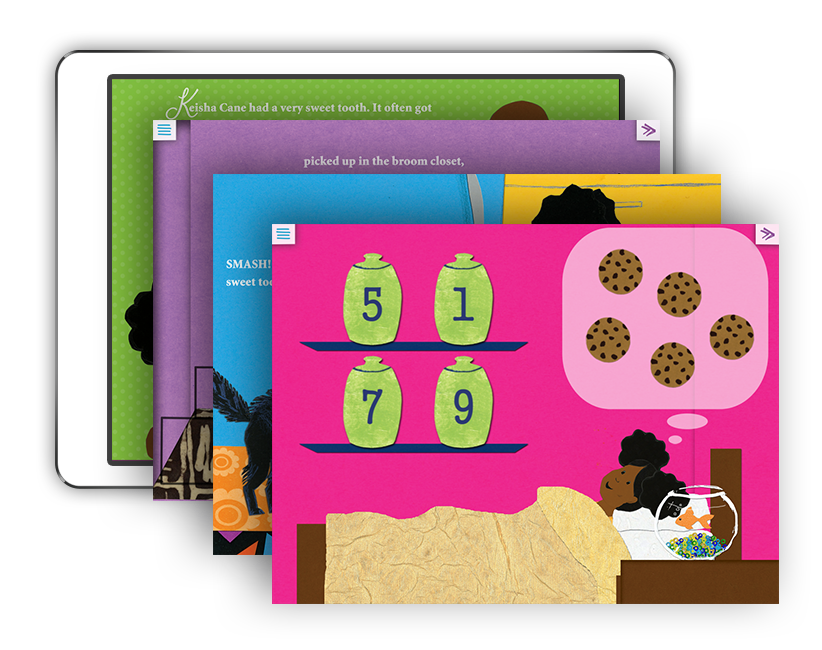 Keisha Cane had a very sweet tooth. It often got
picked up in the broom closet,
SMASH!
sweet
5 1
7 9